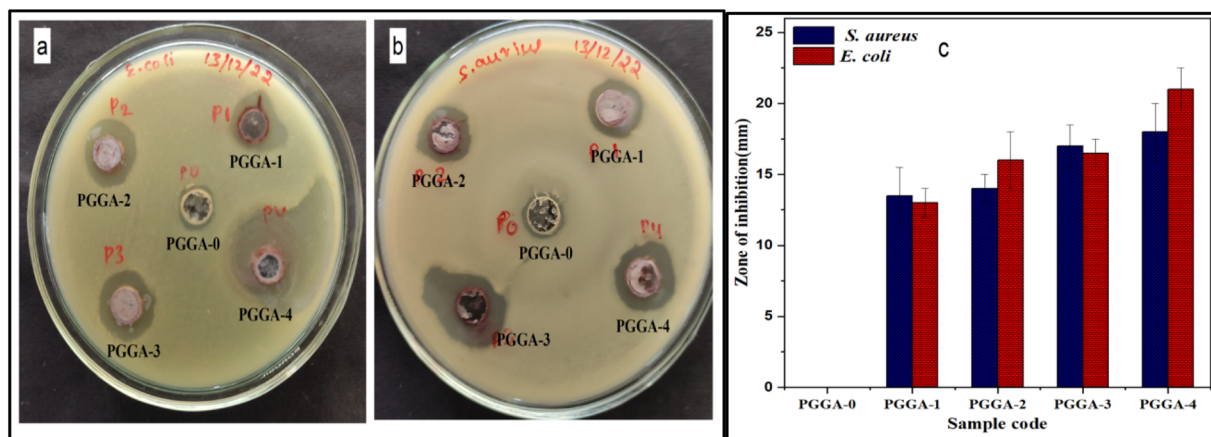 a
E.coli 13/12/22
P2
P1
PGGA-1
PGGA-2
P0
PGGA-0
P3
P4
PGGA-4
PGGA-3
b
S.aurius 13/12/22
PGGA-1
PGGA-2
P0
P4
PGGA-0
PGGA-4
PGGA-3
c
S. aureus
E. coli
Zone of inhibition(mm)
25
20
15
10
5
0
PGGA-0 PGGA-1 PGGA-2 PGGA-3 PGGA-4
Sample code